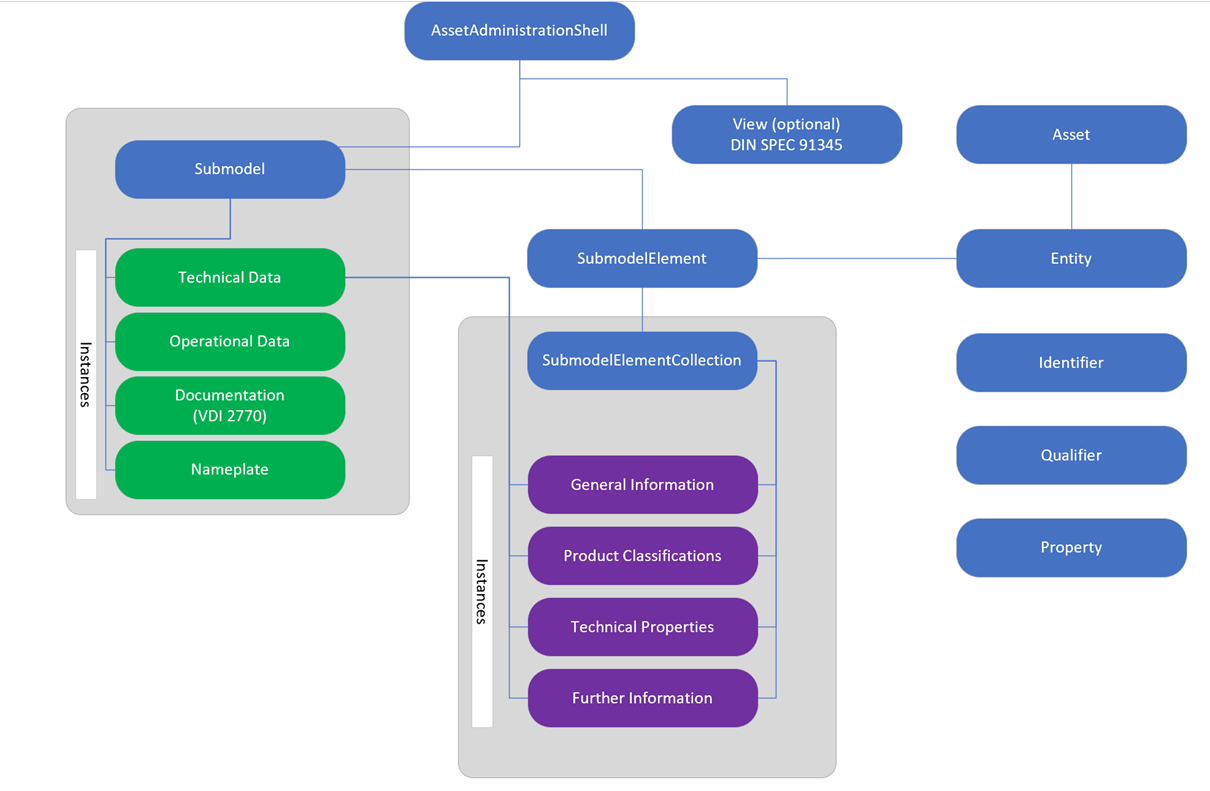 AssetAdministrationShell
View (optional)
DIN SPEC 91345
Asset
Submodel
SubmodelElement
Entity
Instances
Technical Data
Operational Data
Documentation
(VDI 2770)
Nameplate
SubmodelElementCollection
Identifier
Qualifier
Property
Instances
General Information
Product Classifications
Technical Properties
Further Information